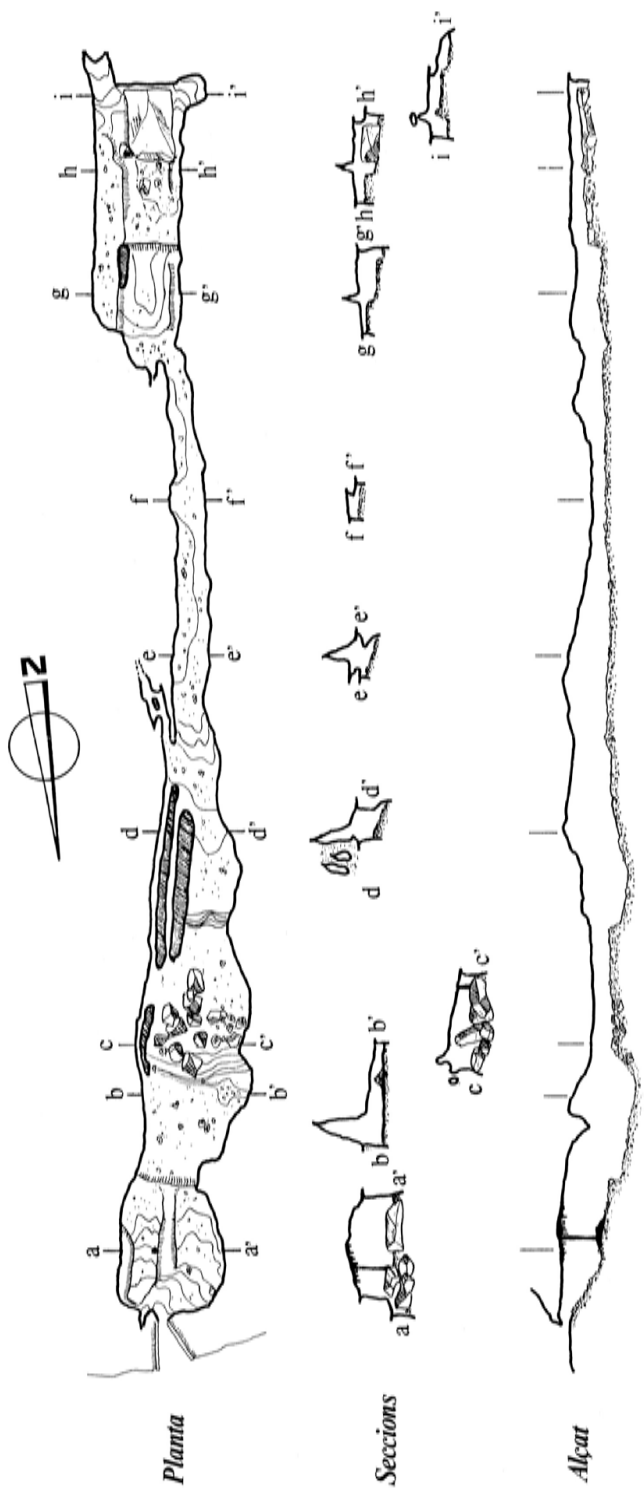 N
a b c d e f g h i
Planta
a' b' c' d' e' f' g' h' i'
Seccions
a a' b b' c c' d d' e e' f f' g g' h h' i i'
Alçat